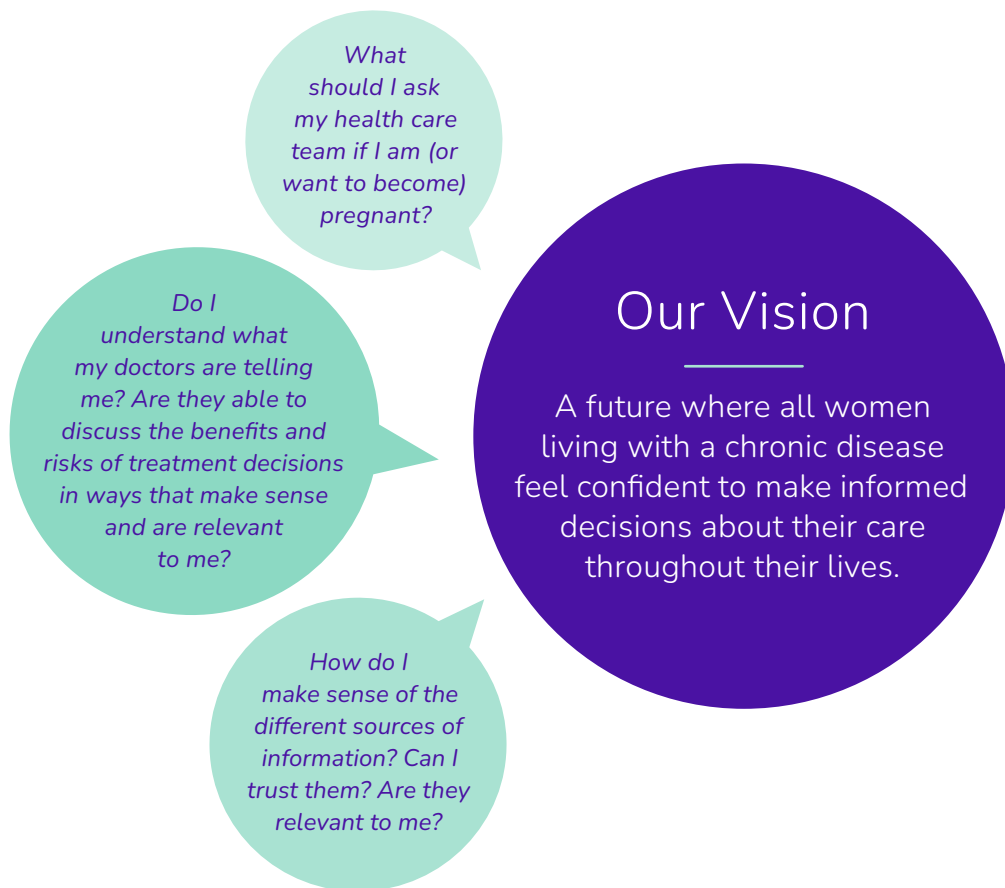 What
should I ask
my health care
team if I am (or
want to become)
pregnant?
Do I
understand what
my doctors are telling
me? Are they able to
discuss the benefits and
risks of treatment decisions
in ways that make sense
and are relevant
to me?
How do I
make sense of the
different sources of
information? Can I
trust them? Are they
relevant to me?
Our Vision
A future where all women
living with a chronic disease
feel confident to make informed
decisions about their care
throughout their lives.